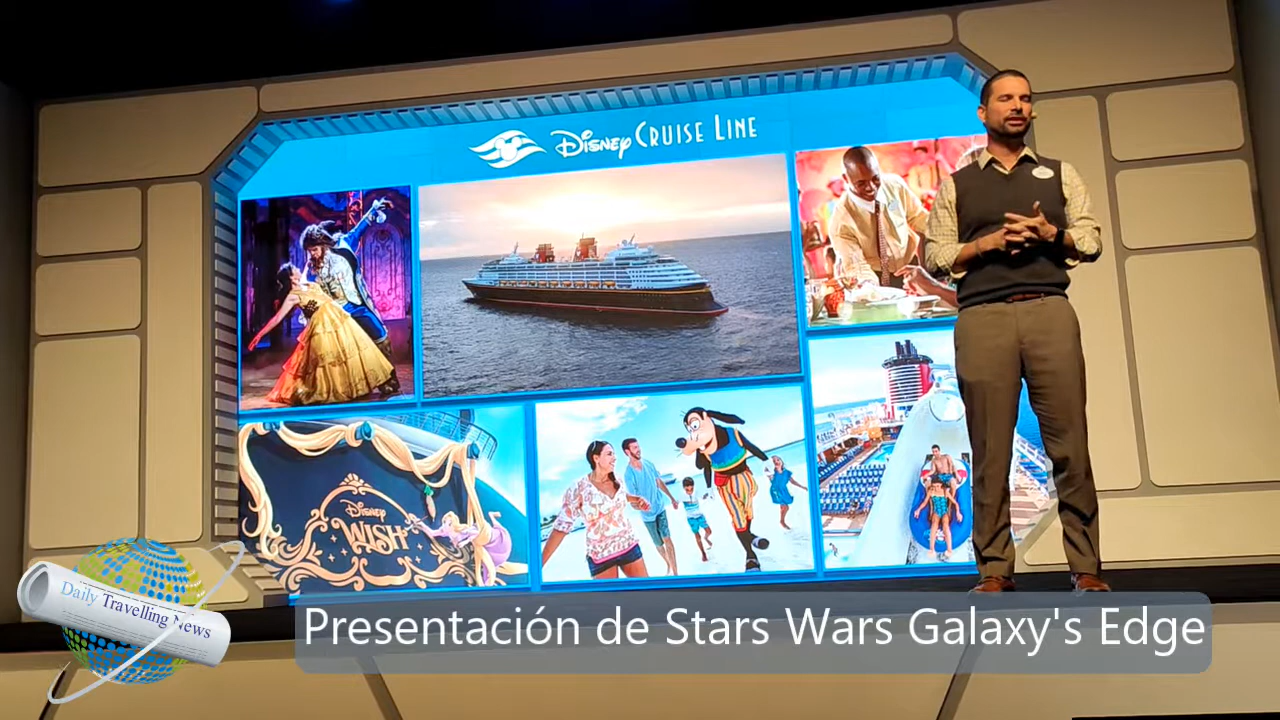 Disney CRUISE LINE
Disney
WISH
Daily Travelling News
Presentación de Stars Wars Galaxy's Edge